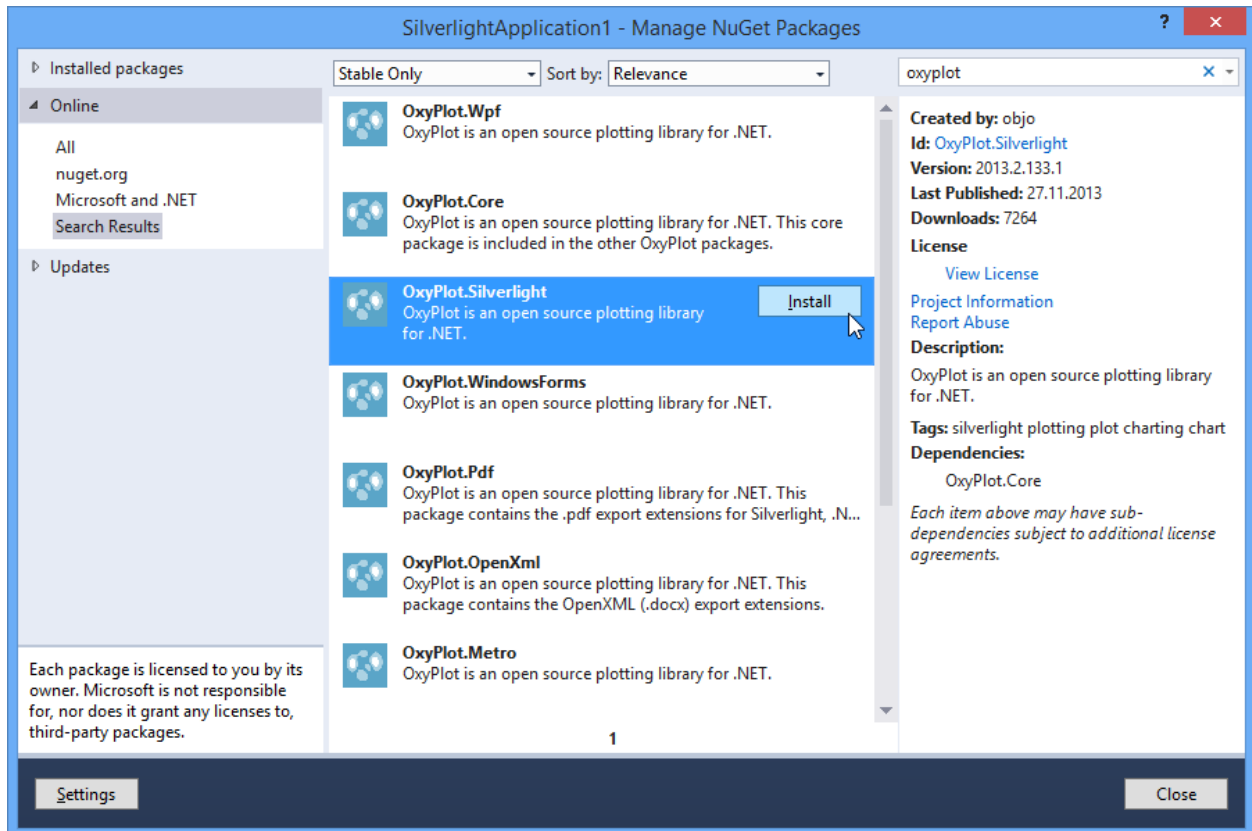 SilverlightApplication1 - Manage NuGet Packages
?
Installed packages
Online
All
nuget.org
Microsoft and .NET
Search Results
Updates
Each package is licensed to you by its
owner. Microsoft is not responsible
for, nor does it grant any licenses to,
third-party packages.
Stable Only
Sort by: Relevance
OxyPlot.Wpf
OxyPlot is an open source plotting library for .NET.
OxyPlot.Core
OxyPlot is an open source plotting library for .NET. This core
package is included in the other OxyPlot packages.
OxyPlot.Silverlight
OxyPlot is an open source plotting library
for .NET.
Install
OxyPlot.WindowsForms
OxyPlot is an open source plotting library for .NET.
OxyPlot.Pdf
OxyPlot is an open source plotting library for .NET. This
package contains the .pdf export extensions for Silverlight, .N...
OxyPlot.OpenXml
OxyPlot is an open source plotting library for .NET. This
package contains the OpenXML (.docx) export extensions.
OxyPlot.Metro
OxyPlot is an open source plotting library for .NET.
1
oxyplot
Created by: objo
Id: OxyPlot.Silverlight
Version: 2013.2.133.1
Last Published: 27.11.2013
Downloads: 7264
License
View License
Project Information
Report Abuse
Description:
OxyPlot is an open source plotting library
for .NET.
Tags: silverlight plotting plot charting chart
Dependencies:
OxyPlot.Core
Each item above may have sub-
dependencies subject to additional license
agreements.
Settings
Close